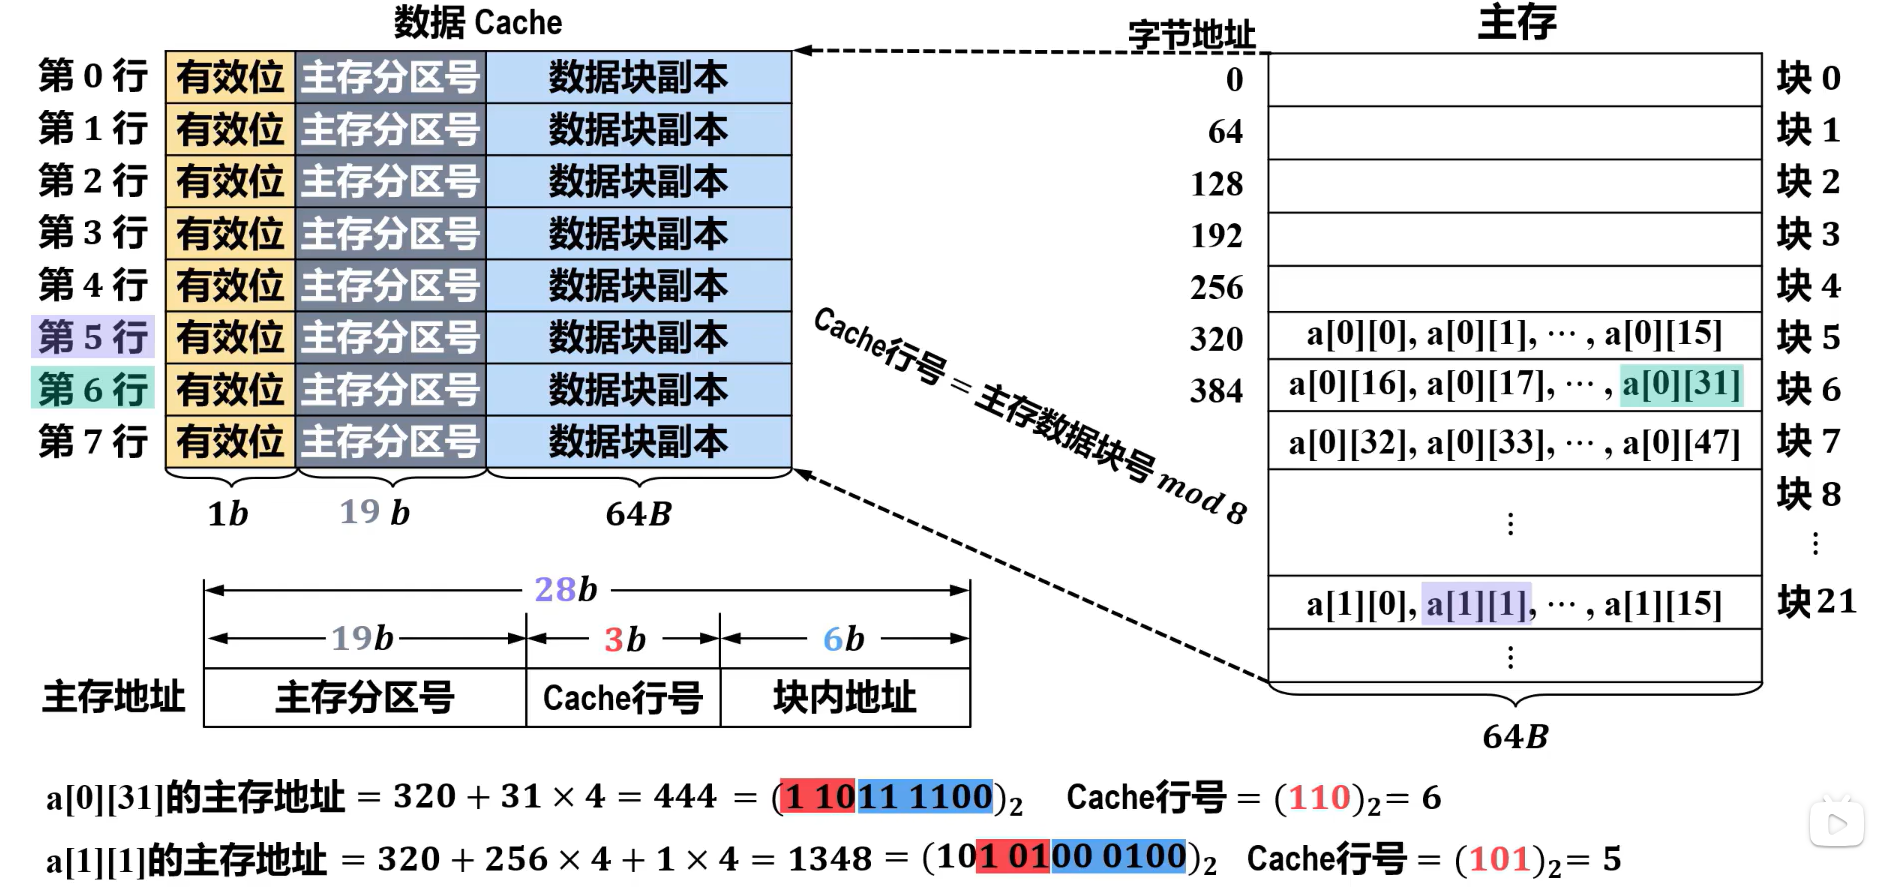 数据 Cache
第 0 行 有效位 主存分区号 数据块副本
第 1 行 有效位 主存分区号 数据块副本
第 2 行 有效位 主存分区号 数据块副本
第 3 行 有效位 主存分区号 数据块副本
第 4 行 有效位 主存分区号 数据块副本
第 5 行 有效位 主存分区号 数据块副本
第 6 行 有效位 主存分区号 数据块副本
第 7 行 有效位 主存分区号 数据块副本
1b 19 b 64B
Cache行号 = 主存数据块号 mod 8
主存
字节地址
0 块 0
64 块 1
128 块 2
192 块 3
256 块 4
320 a[0][0], a[0][1], ⋯ , a[0][15] 块 5
384 a[0][16], a[0][17], ⋯ , a[0][31] 块 6
a[0][32], a[0][33], ⋯ , a[0][47] 块 7
块 8
⋮ ⋮
a[1][0], a[1][1], ⋯ , a[1][15] 块 21
⋮
64B
28b
19b 3b 6b
主存地址 主存分区号 Cache行号 块内地址
a[0][31]的主存地址 = 320 + 31 × 4 = 444 = (1 1011 1100)₂ Cache行号 = (110)₂= 6
a[1][1]的主存地址 = 320 + 256 × 4 + 1 × 4 = 1348 = (101 0100 0100)₂ Cache行号 = (101)₂= 5